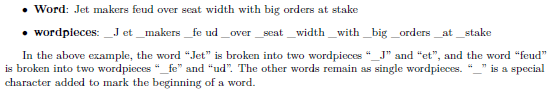 • Word: Jet makers feud over seat width with big orders at stake
• wordpieces: _J et _makers _fe ud _over _seat _width _with _big _orders _at _stake
In the above example, the word “Jet” is broken into two wordpieces “_J” and “et”, and the word “feud”
is broken into two wordpieces “_fe” and “ud”. The other words remain as single wordpieces. “_” is a special
character added to mark the beginning of a word.